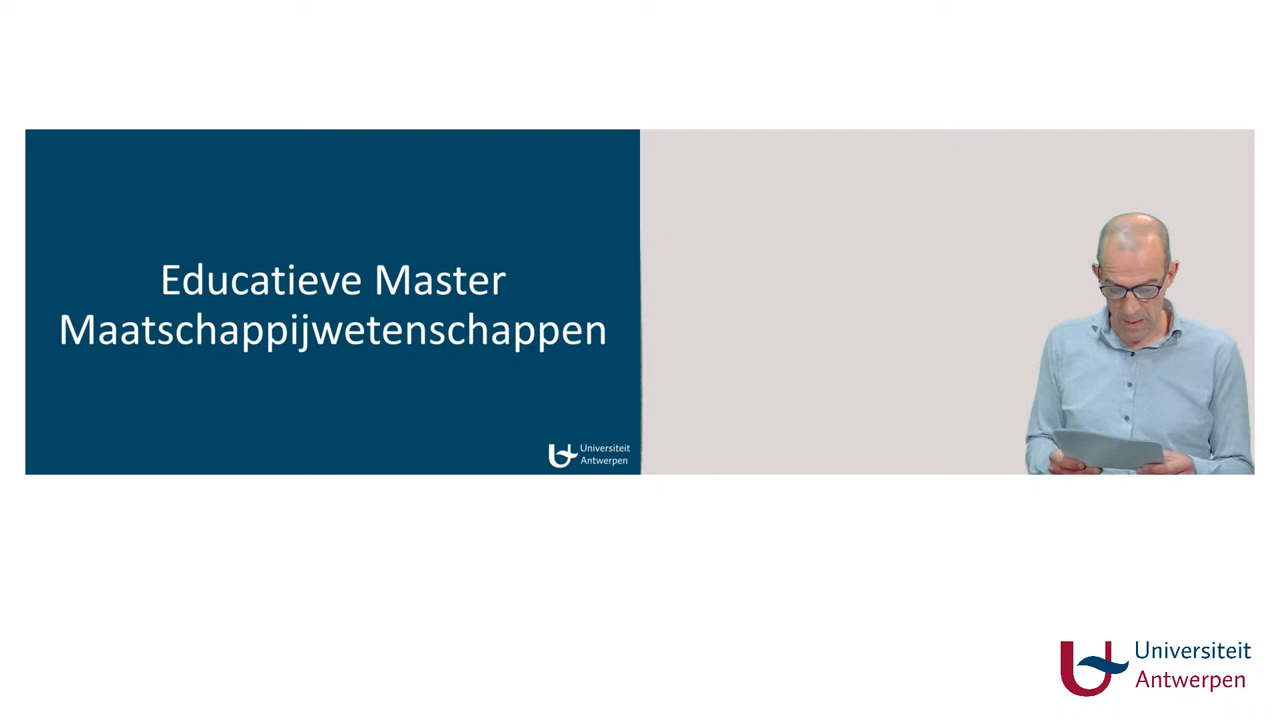 Educatieve Master
Maatschappijwetenschappen
Universiteit
Antwerpen
Universiteit
Antwerpen